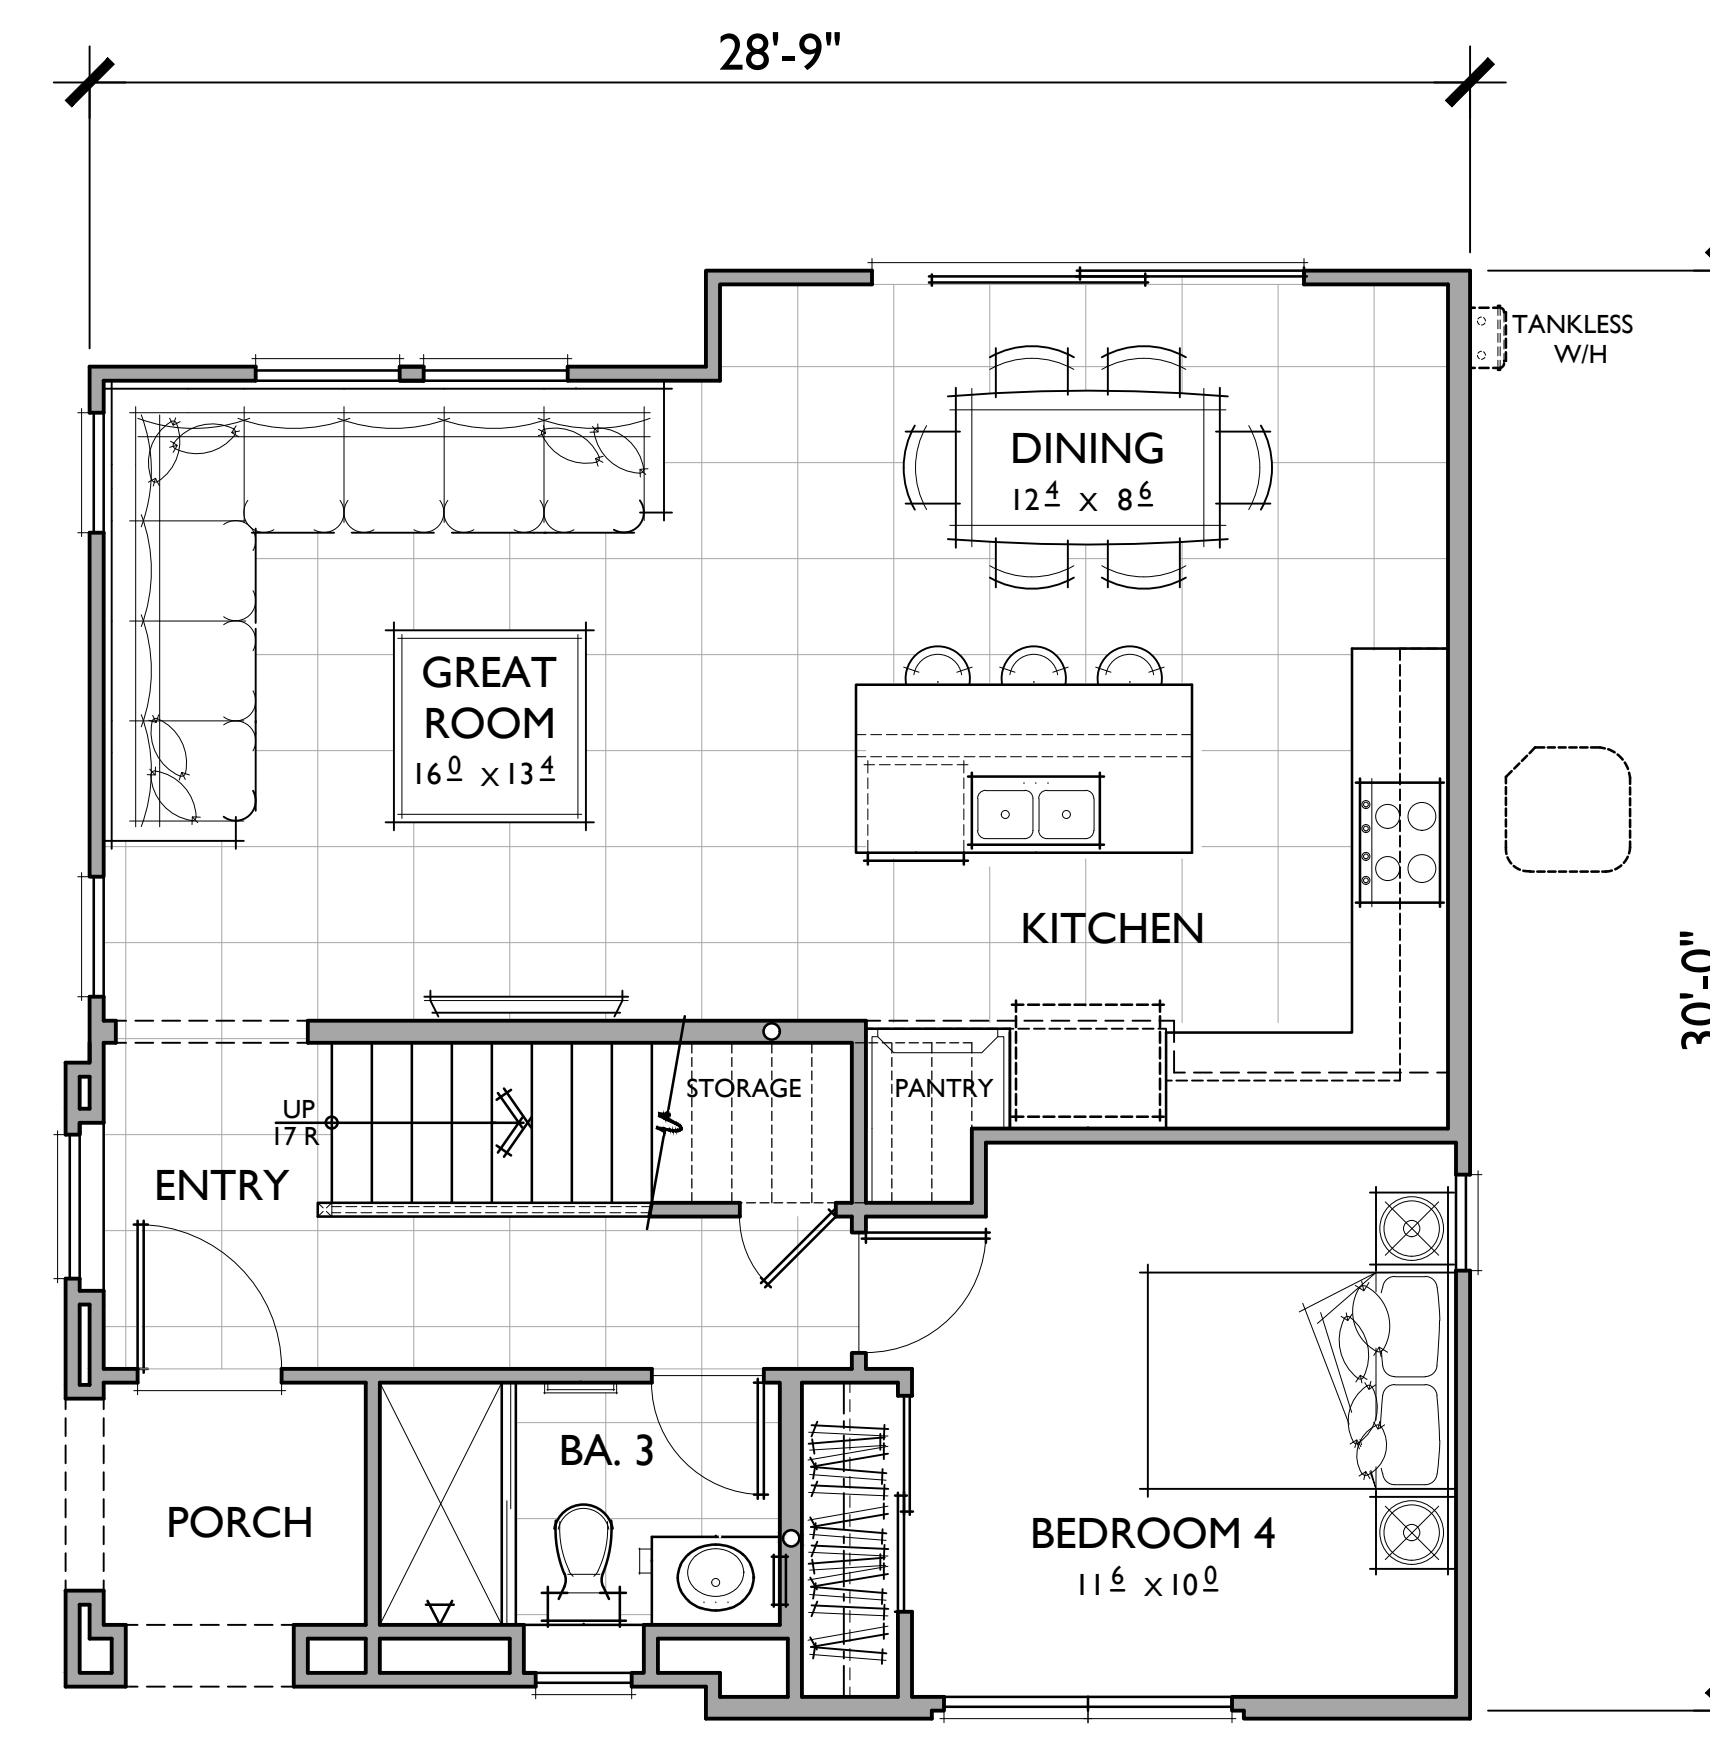 28'-9"
TANKLESS
W/H
DINING
12 4 X 8 6
GREAT
ROOM
16 0 X 13 4
KITCHEN
30'-0"
STORAGE
PANTRY
UP
17 R
ENTRY
BA. 3
PORCH
BEDROOM 4
11 6 X 10 0